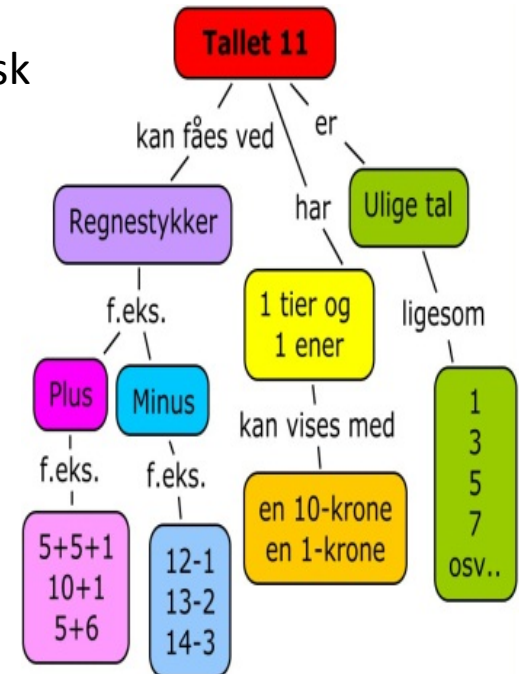 sk
Tallet 11
kan fåes ved
er
har
Regnestykker
Ulige tal
f.eks.
1 tier og
1 ener
ligesom
Plus
Minus
kan vises med
f.eks.
f.eks.
1
3
5
7
osv..
en 10-krone
en 1-krone
5+5+1
10+1
5+6
12-1
13-2
14-3